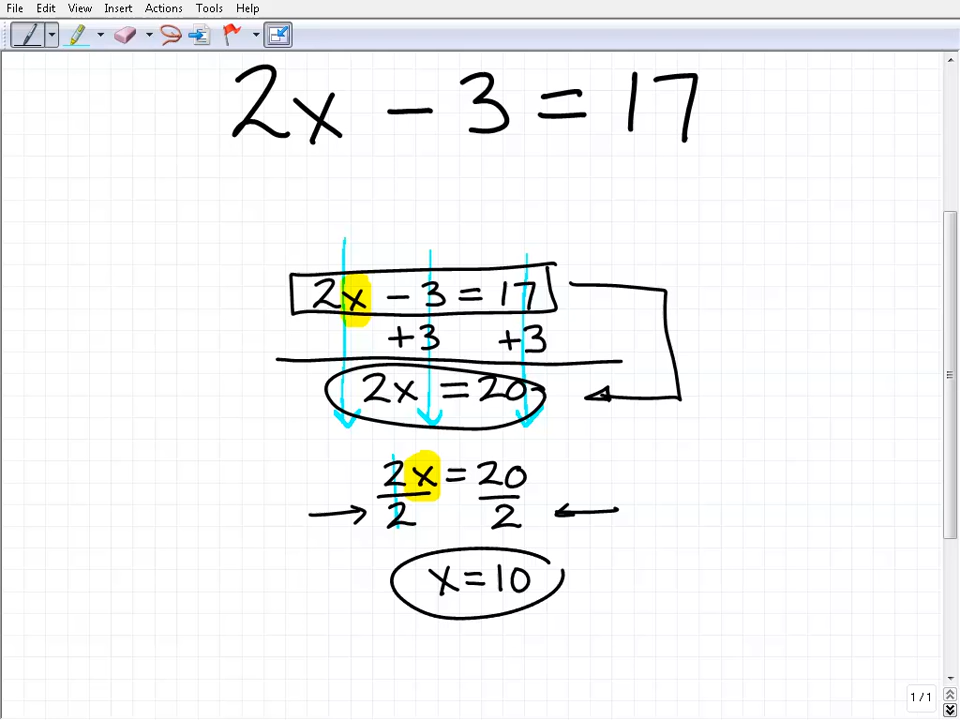 File Edit View Insert Actions Tools Help
2x - 3 = 17
2x - 3 = 17
+3 +3
2x = 20
2x = 20
2 2
x = 10
1 / 1